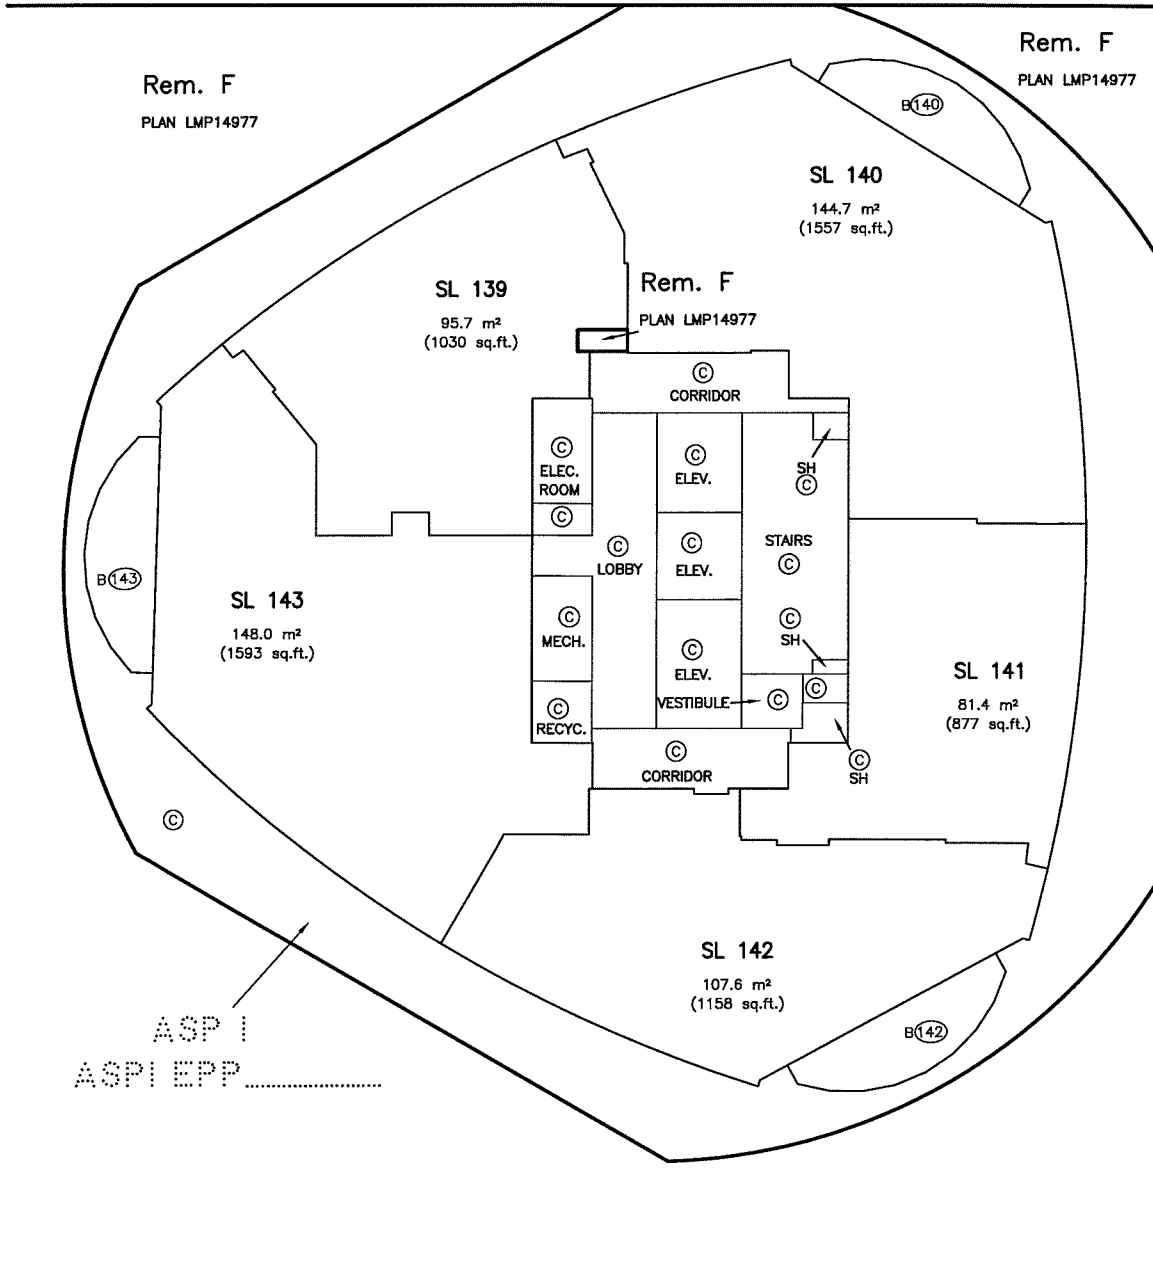 Rem. F
PLAN LMP14977
Rem. F
PLAN LMP14977
B140
SL 140
144.7 m²
(1557 sq.ft.)
SL 139
95.7 m²
(1030 sq.ft.)
Rem. F
PLAN LMP14977
C
CORRIDOR
C
ELEC.
ROOM
C
ELEV.
SH
C
C
C
LOBBY
C
ELEV.
STAIRS
C
B143
SL 143
148.0 m²
(1593 sq.ft.)
C
MECH.
C
ELEV.
C
SH
SL 141
81.4 m²
(877 sq.ft.)
C
RECYC.
VESTIBULE
C
C
C
CORRIDOR
C
SH
C
SL 142
107.6 m²
(1158 sq.ft.)
B142
ASP 1
ASP1 EPP